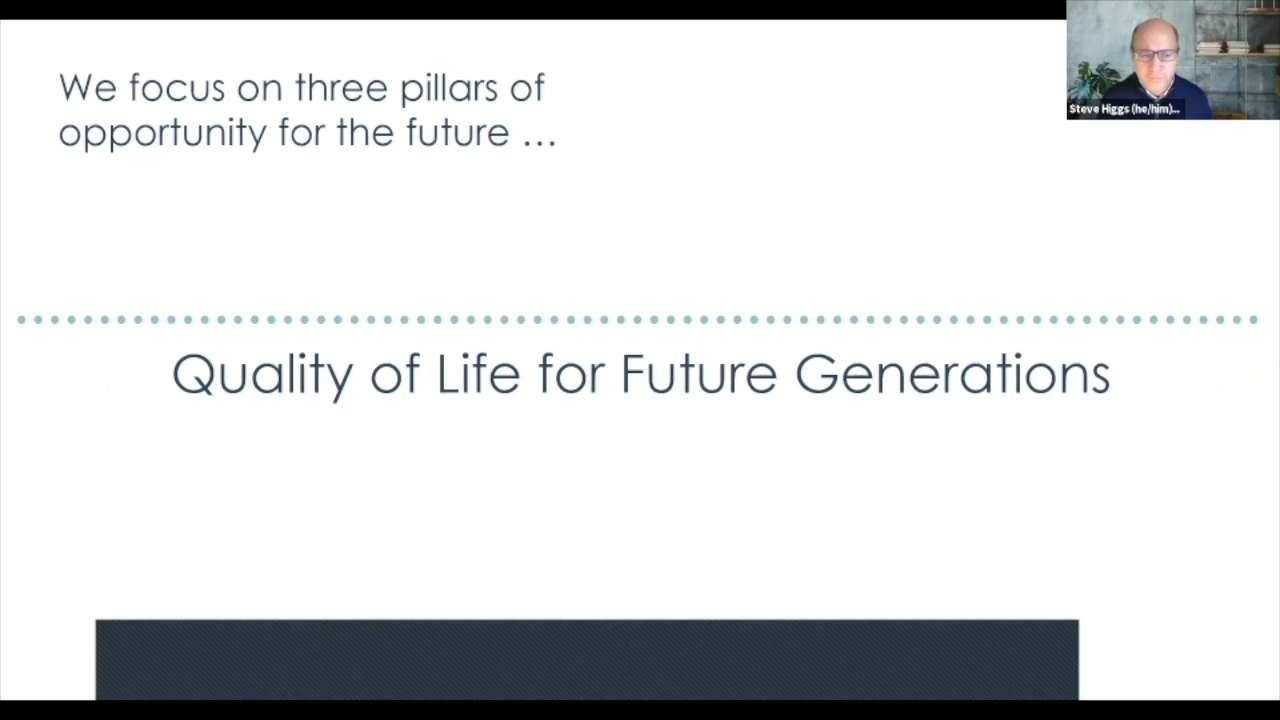 We focus on three pillars of
opportunity for the future …
Steve Higgs (he/him)...
Quality of Life for Future Generations